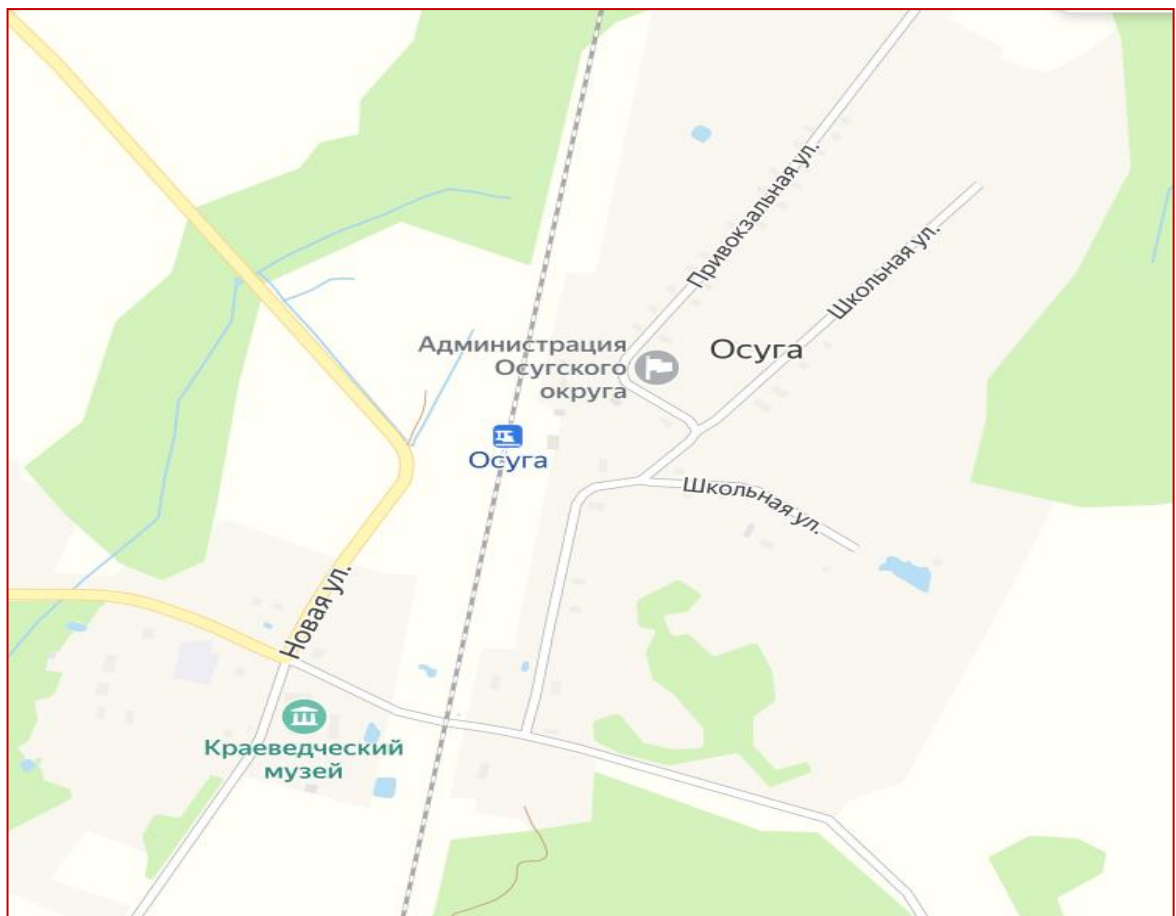 Привокзальная ул.
Школьная ул.
Администрация
Осугского
округа
Осуга
Осуга
Школьная ул.
Новая ул.
Краеведческий
музей